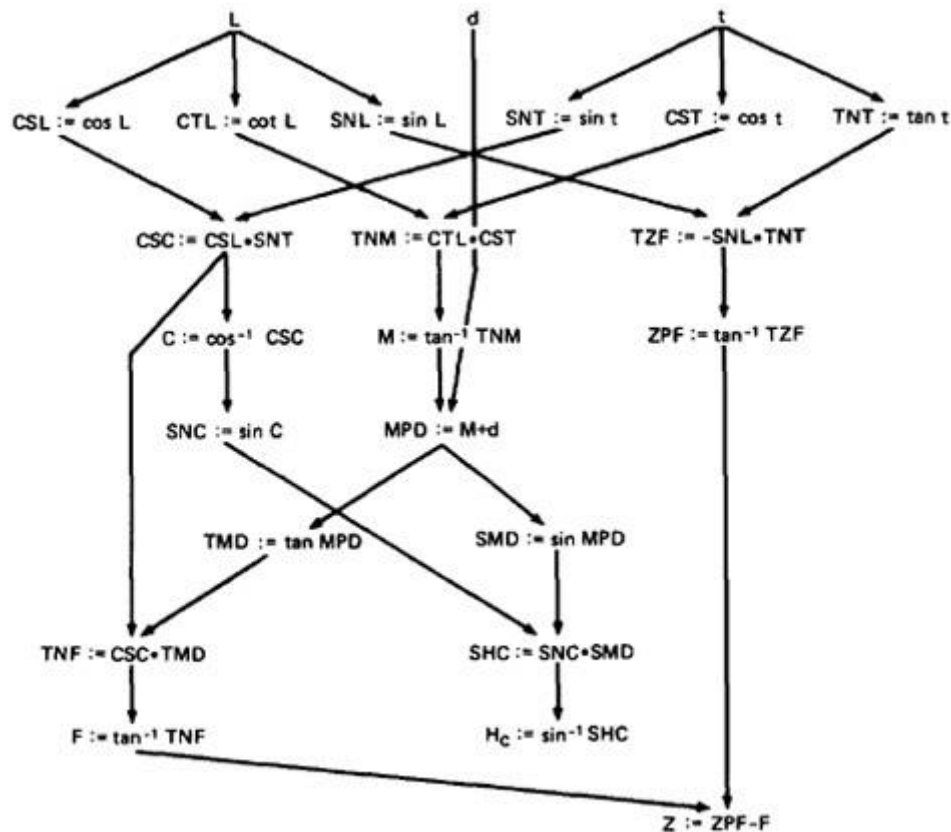 L d t
CSL := cos L CTL := cot L SNL := sin L SNT := sin t CST := cos t TNT := tan t
CSC := CSL•SNT TNM := CTL•CST TZF := -SNL•TNT
C := cos⁻¹ CSC M := tan⁻¹ TNM ZPF := tan⁻¹ TZF
SNC := sin C MPD := M+d
TMD := tan MPD SMD := sin MPD
TNF := CSC•TMD SHC := SNC•SMD
F := tan⁻¹ TNF H_C := sin⁻¹ SHC
Z := ZPF-F